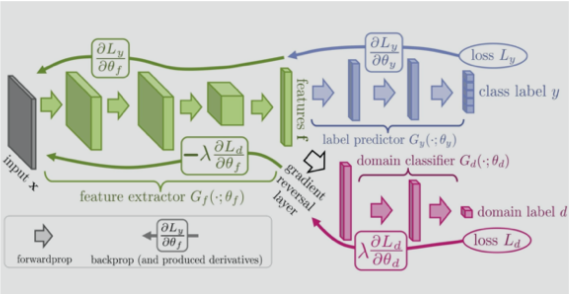 ∂L_y/∂θ_f
∂L_y/∂θ_y
loss L_y
input x
features f
class label y
label predictor G_y(·; θ_y)
−λ ∂L_d/∂θ_f
feature extractor G_f(·; θ_f)
gradient
reversal
layer
domain classifier G_d(·; θ_d)
domain label d
λ ∂L_d/∂θ_d
loss L_d
forwardprop
∂L_y/∂θ_f
backprop (and produced derivatives)